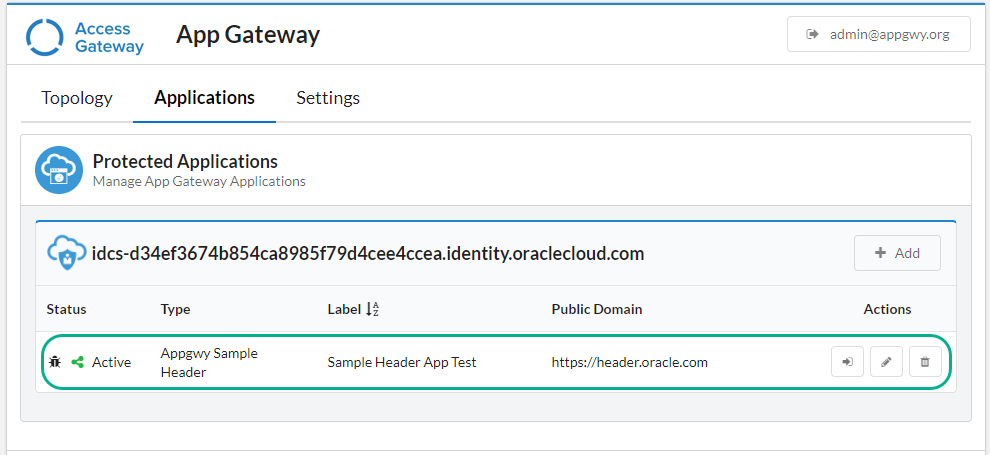 Access
Gateway
App Gateway
admin@appgwy.org
Topology Applications Settings
Protected Applications
Manage App Gateway Applications
idcs-d34ef3674b854ca8985f79d4cee4ccea.identity.oraclecloud.com
Add
Status Type Label Public Domain Actions
Active Appgwy Sample Header Sample Header App Test https://header.oracle.com